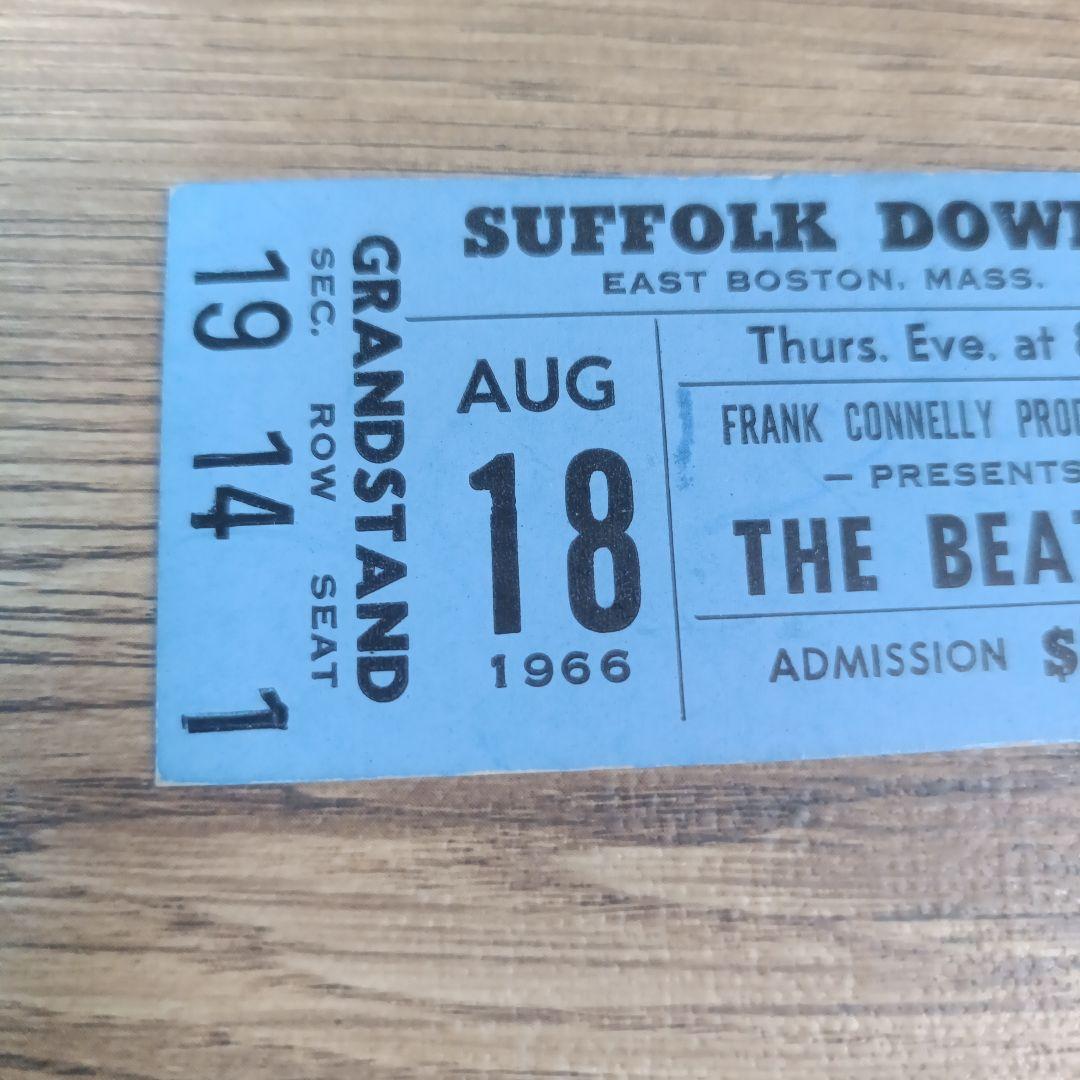 SUFFOLK DOW
EAST BOSTON, MASS.
Thurs. Eve. at
FRANK CONNELLY PROD
— PRESENTS
THE BEA
ADMISSION $
AUG
18
1966
GRANDSTAND
SEC. ROW SEAT
19 14 1